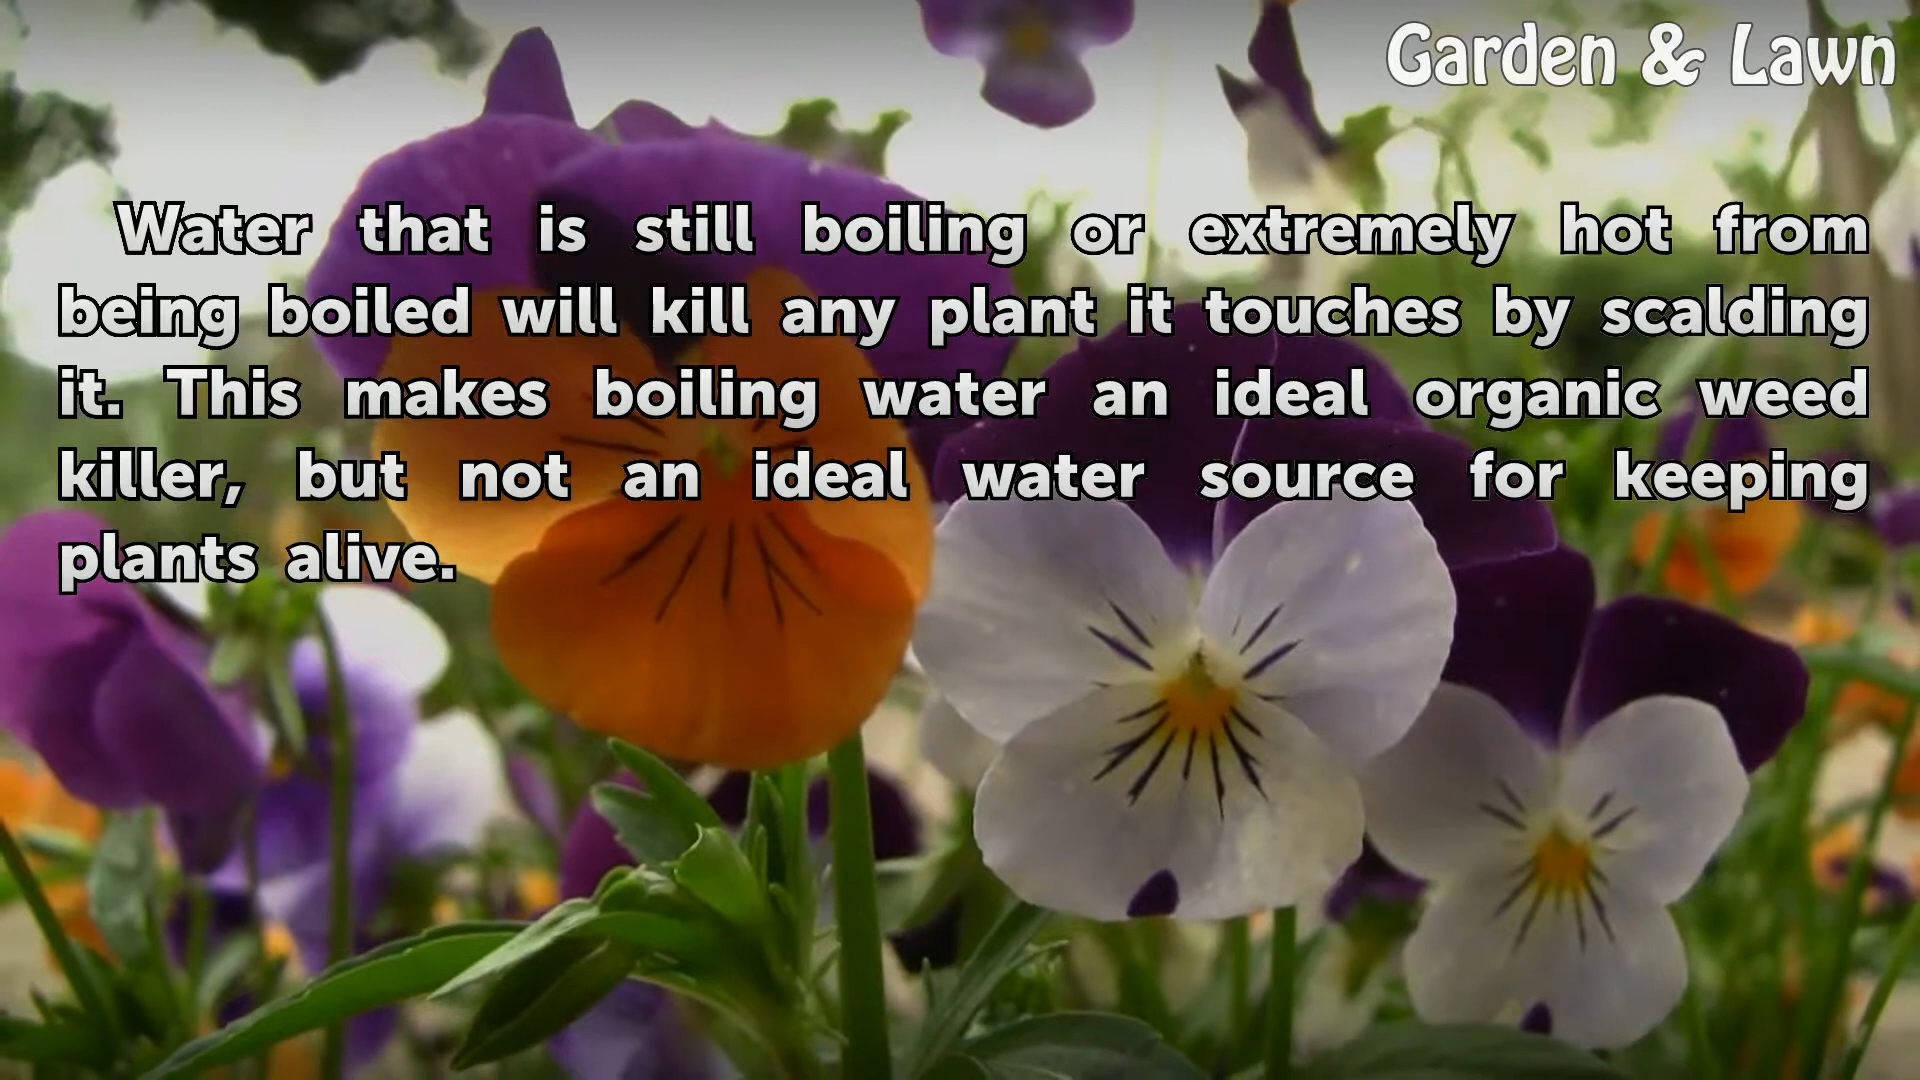 Garden & Lawn
Water that is still boiling or extremely hot from
being boiled will kill any plant it touches by scalding
it. This makes boiling water an ideal organic weed
killer, but not an ideal water source for keeping
plants alive.